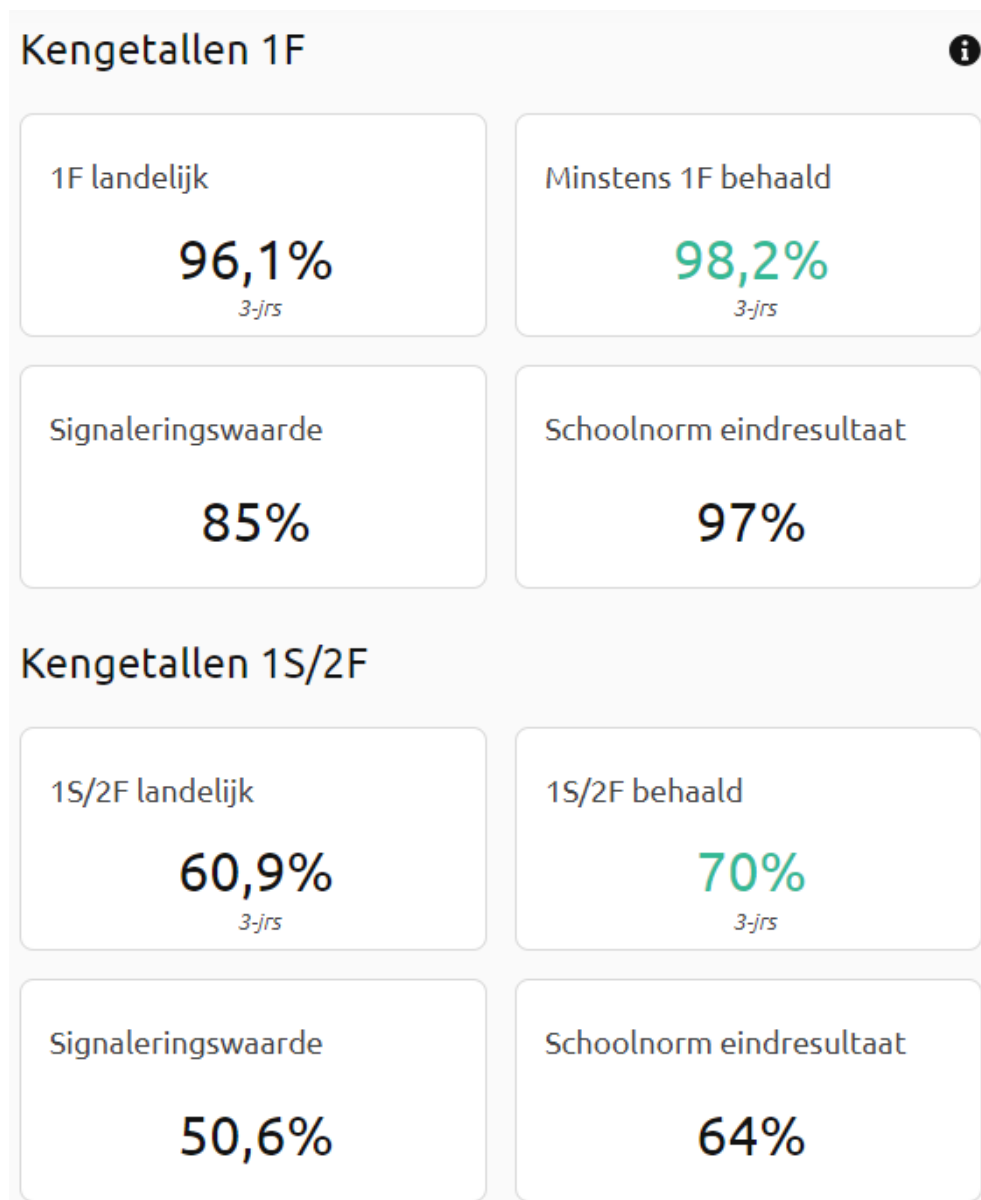 Kengetallen 1F
1F landelijk
Minstens 1F behaald
96,1%
98,2%
3-jrs
3-jrs
Signaleringswaarde
Schoolnorm eindresultaat
85%
97%
Kengetallen 1S/2F
1S/2F landelijk
1S/2F behaald
60,9%
70%
3-jrs
3-jrs
Signaleringswaarde
Schoolnorm eindresultaat
50,6%
64%